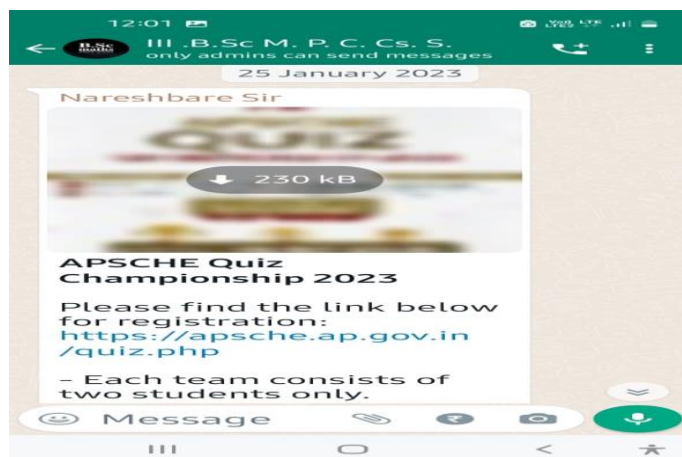 12:01
III .B.Sc M. P. C. Cs. S.
only admins can send messages
25 January 2023
Nareshbare Sir
QUIZ
230 kB
APSCHE Quiz
Championship 2023
Please find the link below
for registration:
https://apsche.ap.gov.in
/quiz.php
– Each team consists of
two students only.
Message